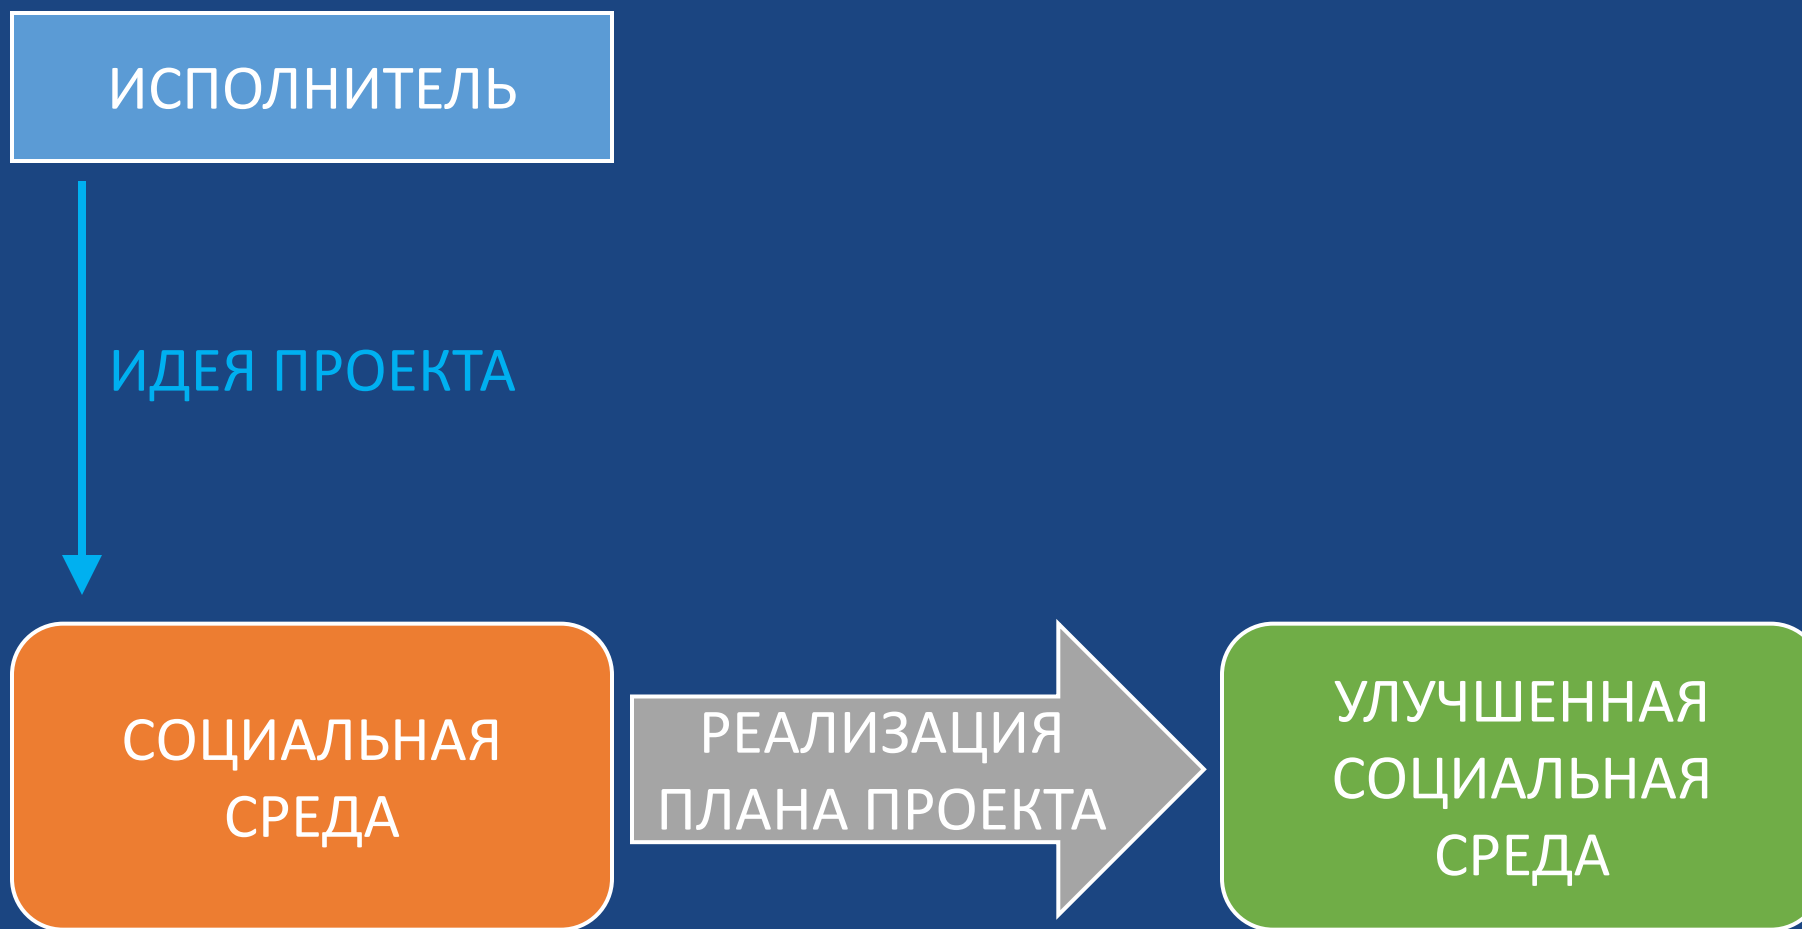 ИСПОЛНИТЕЛЬ
ИДЕЯ ПРОЕКТА
СОЦИАЛЬНАЯ
СРЕДА
РЕАЛИЗАЦИЯ
ПЛАНА ПРОЕКТА
УЛУЧШЕННАЯ
СОЦИАЛЬНАЯ
СРЕДА